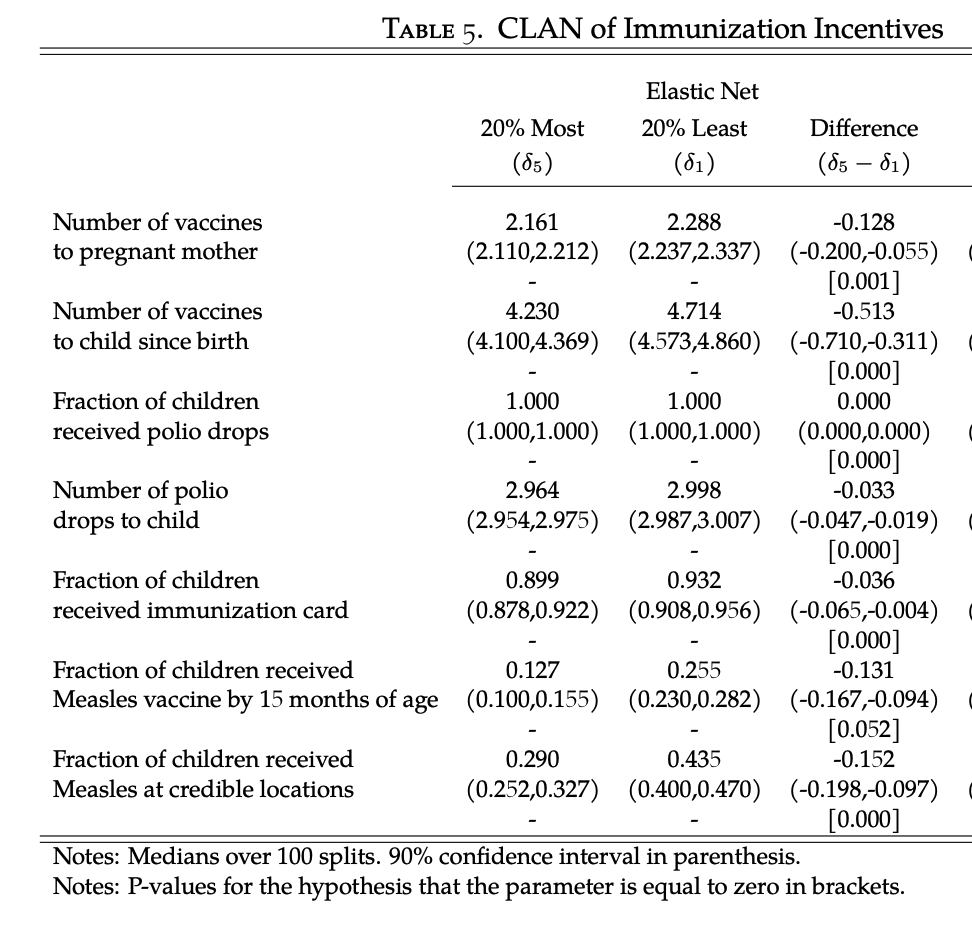 TABLE 5. CLAN of Immunization Incentives
Elastic Net
20% Most 20% Least Difference
(δ5) (δ1) (δ5 − δ1)
Number of vaccines 2.161 2.288 -0.128
to pregnant mother (2.110,2.212) (2.237,2.337) (-0.200,-0.055) (
- - [0.001]
Number of vaccines 4.230 4.714 -0.513
to child since birth (4.100,4.369) (4.573,4.860) (-0.710,-0.311) (
- - [0.000]
Fraction of children 1.000 1.000 0.000
received polio drops (1.000,1.000) (1.000,1.000) (0.000,0.000) (
- - [0.000]
Number of polio 2.964 2.998 -0.033
drops to child (2.954,2.975) (2.987,3.007) (-0.047,-0.019) (
- - [0.000]
Fraction of children 0.899 0.932 -0.036
received immunization card (0.878,0.922) (0.908,0.956) (-0.065,-0.004) (
- - [0.000]
Fraction of children received 0.127 0.255 -0.131
Measles vaccine by 15 months of age (0.100,0.155) (0.230,0.282) (-0.167,-0.094) (
- - [0.052]
Fraction of children received 0.290 0.435 -0.152
Measles at credible locations (0.252,0.327) (0.400,0.470) (-0.198,-0.097) (
- - [0.000]
Notes: Medians over 100 splits. 90% confidence interval in parenthesis.
Notes: P-values for the hypothesis that the parameter is equal to zero in brackets.